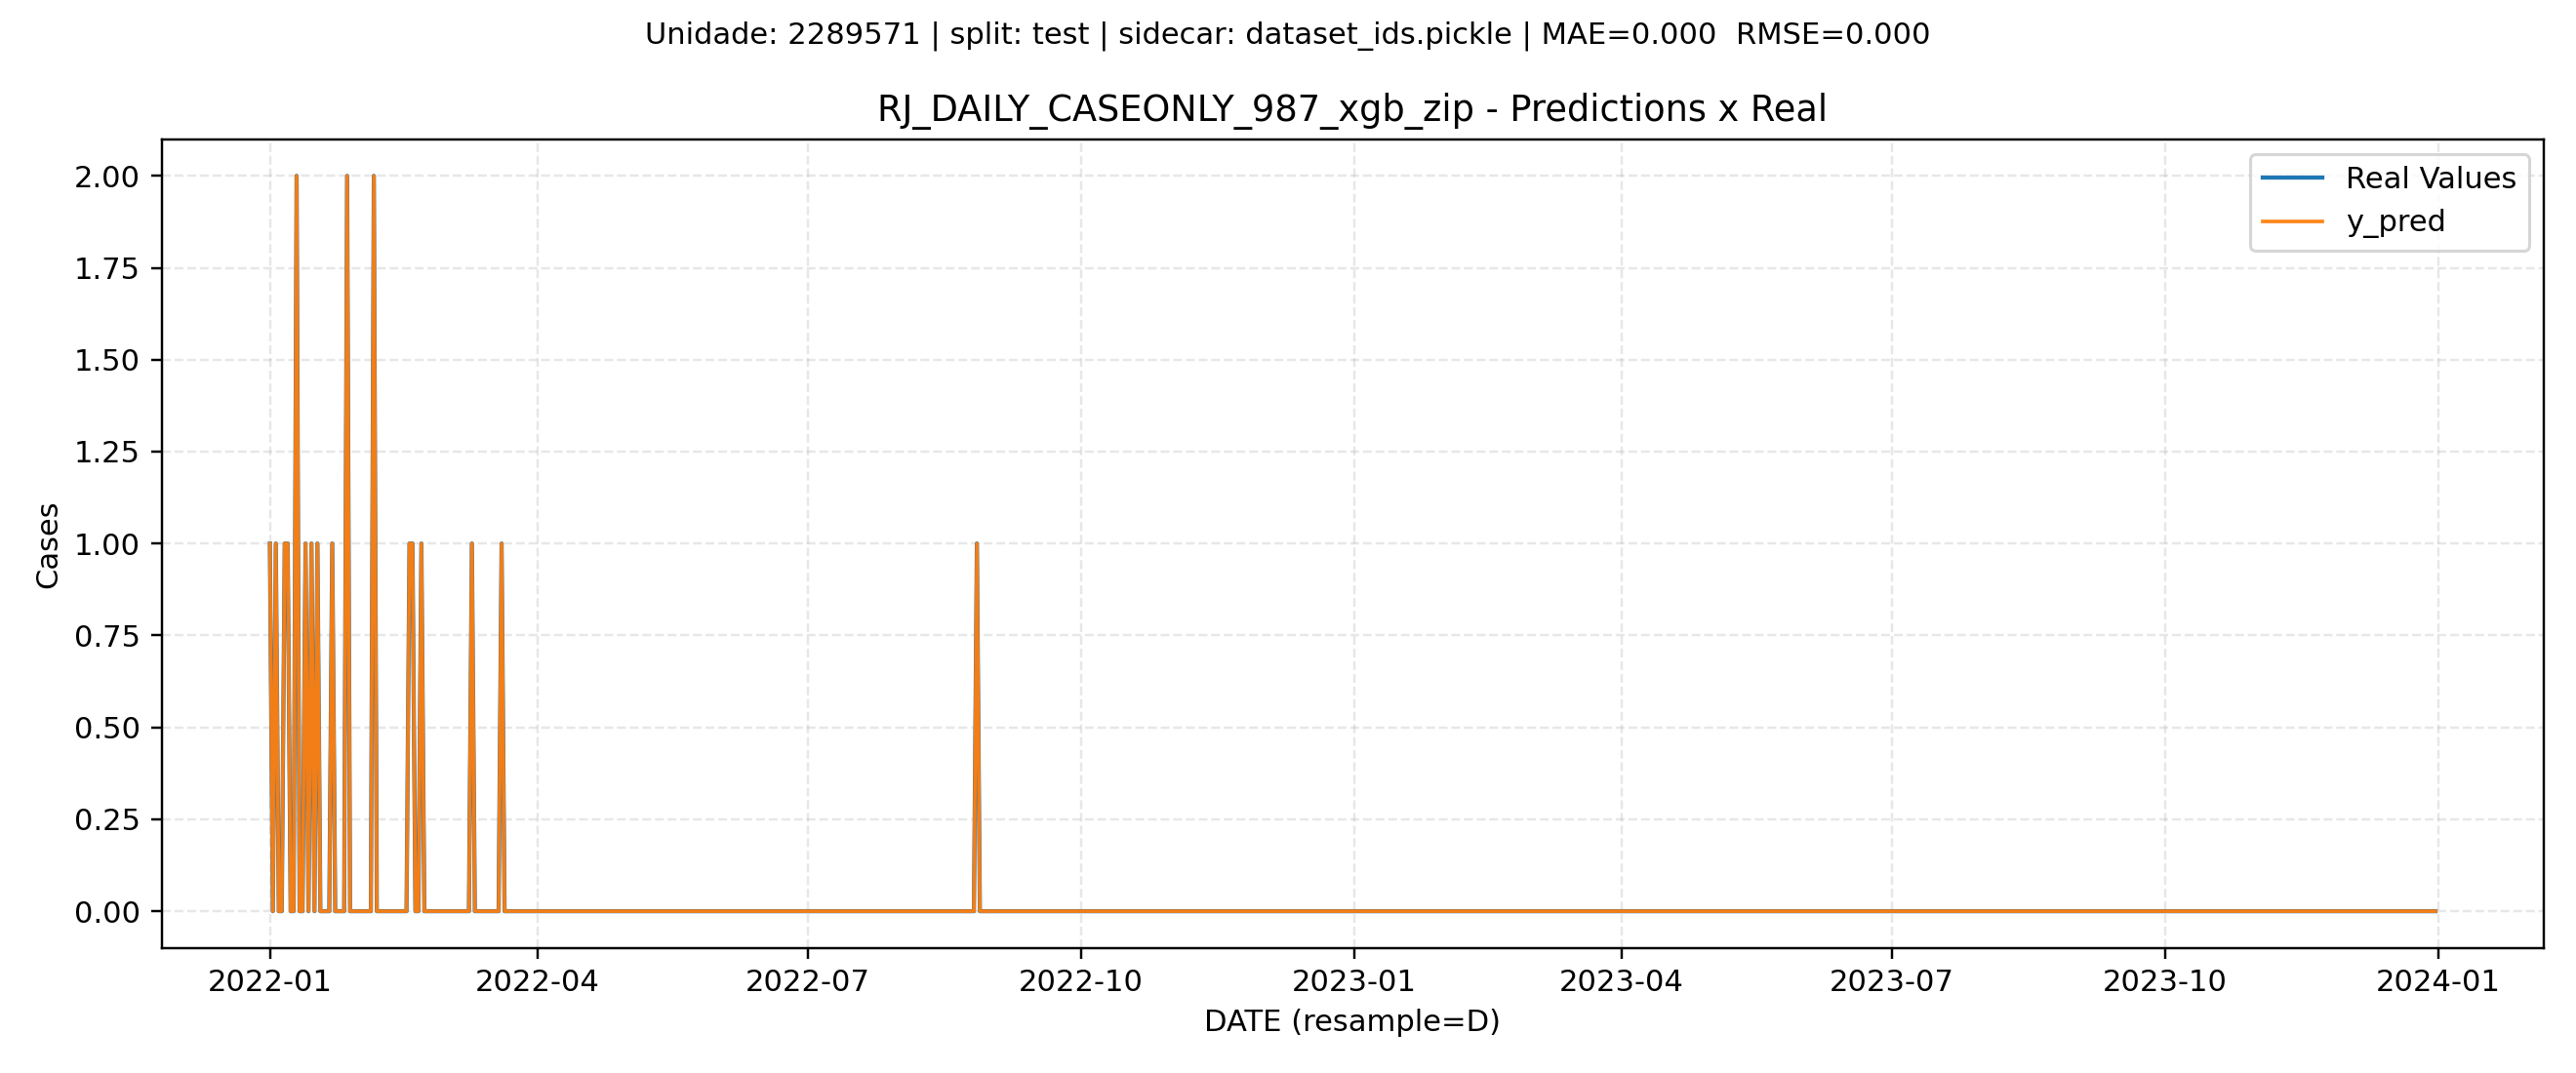 Unidade: 2289571 | split: test | sidecar: dataset_ids.pickle | MAE=0.000  RMSE=0.000
RJ_DAILY_CASEONLY_987_xgb_zip - Predictions x Real
Real Values
y_pred
Cases
2.00
1.75
1.50
1.25
1.00
0.75
0.50
0.25
0.00
2022-01 2022-04 2022-07 2022-10 2023-01 2023-04 2023-07 2023-10 2024-01
DATE (resample=D)